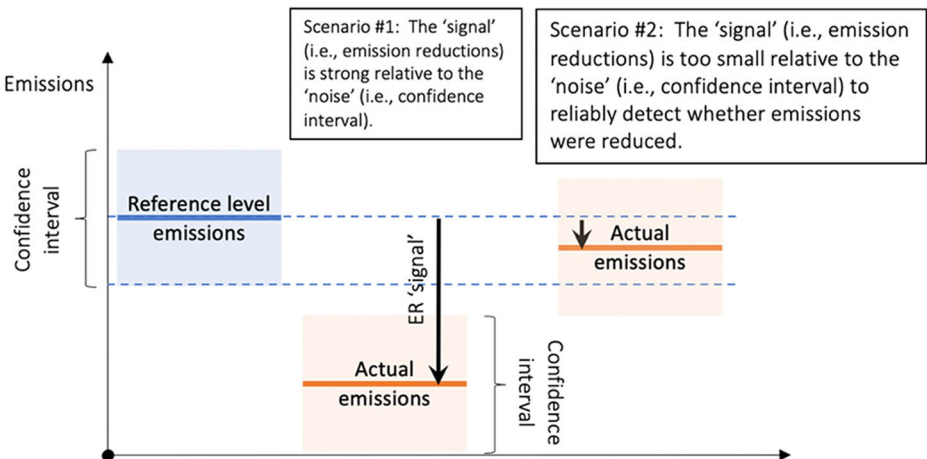 Scenario #1:  The ‘signal’
(i.e., emission reductions)
is strong relative to the
‘noise’ (i.e., confidence
interval).
Scenario #2:  The ‘signal’ (i.e., emission
reductions) is too small relative to the
‘noise’ (i.e., confidence interval) to
reliably detect whether emissions
were reduced.
Emissions
Confidence
interval
Reference level
emissions
ER ‘signal’
Actual
emissions
Actual
emissions
Confidence
interval